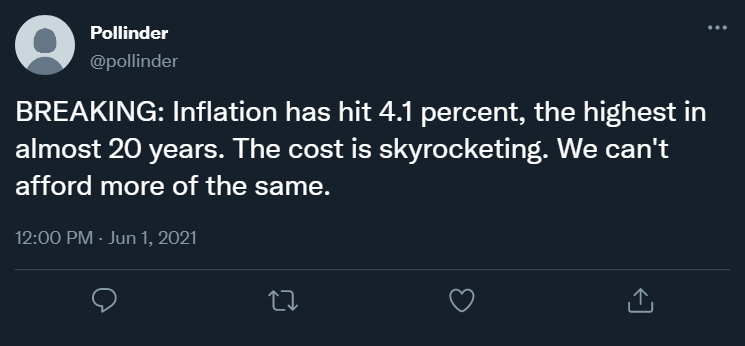 Pollinder
@pollinder
BREAKING: Inflation has hit 4.1 percent, the highest in
almost 20 years. The cost is skyrocketing. We can't
afford more of the same.
12:00 PM · Jun 1, 2021